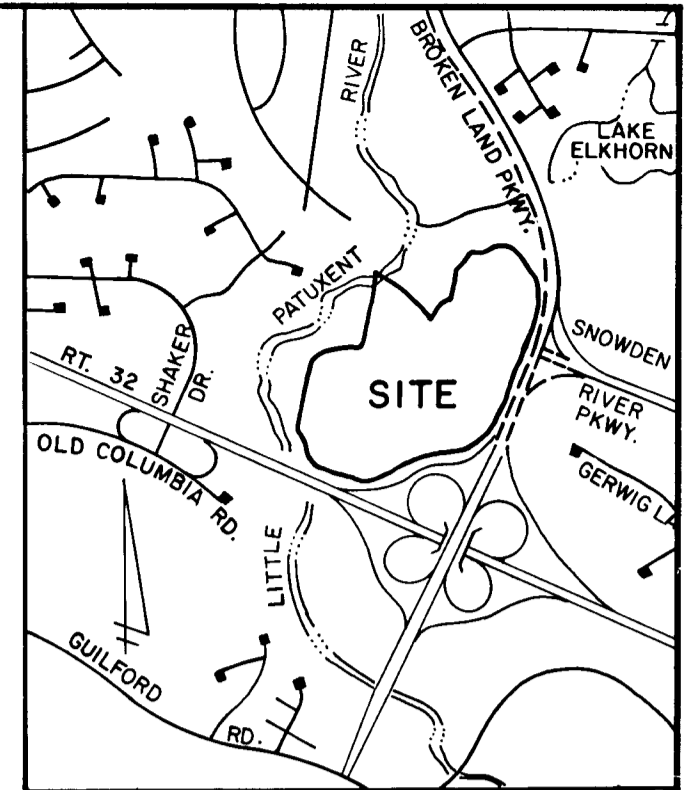 RIVER
BROKEN LAND PKWY.
LAKE
ELKHORN
PATUXENT
SNOWDEN
RIVER
PKWY.
SITE
RT. 32
SHAKER
DR.
OLD COLUMBIA RD.
GERWIG LA
LITTLE
GUILFORD
RD.